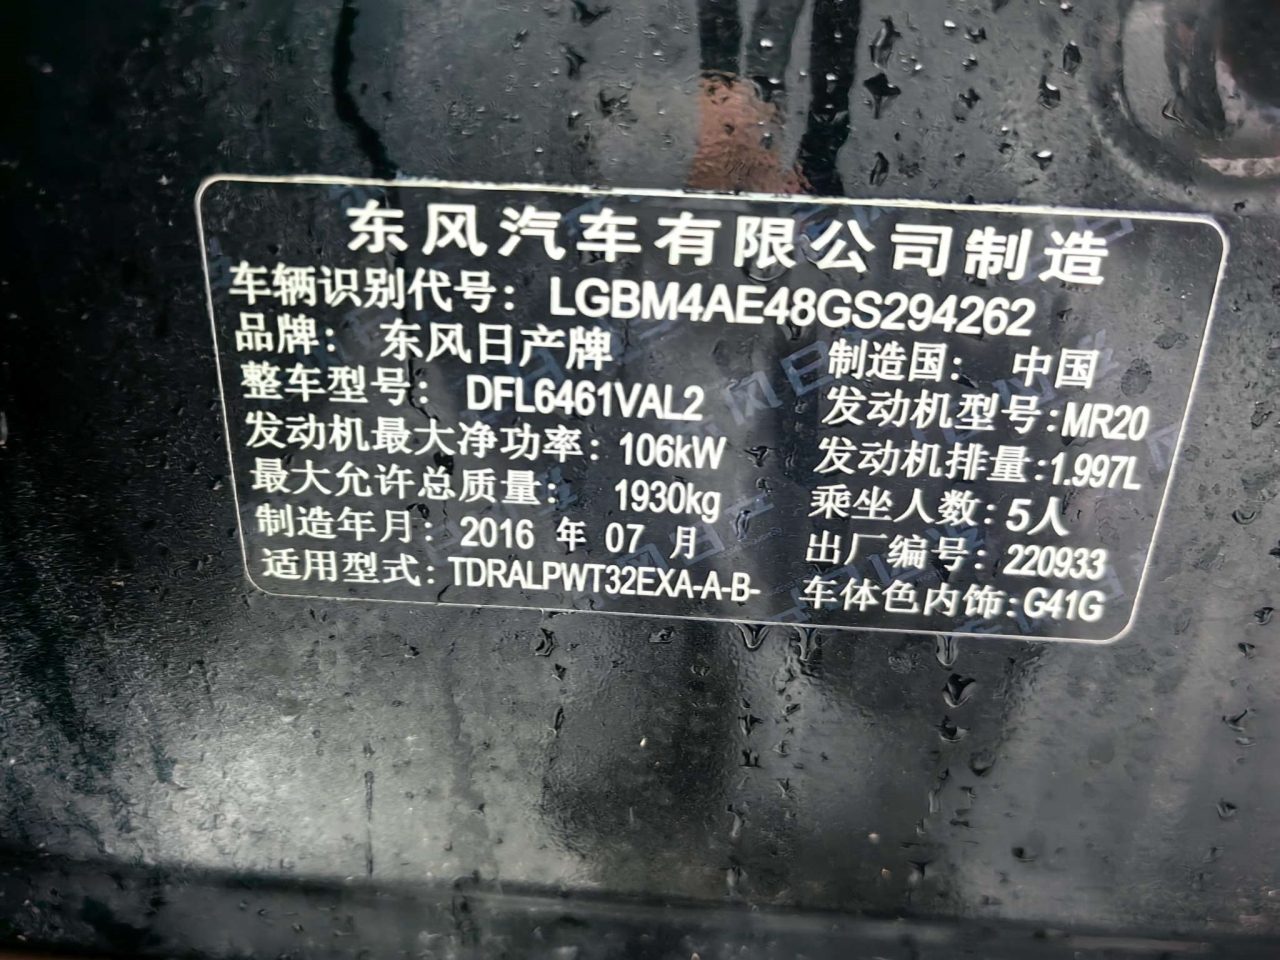 东风汽车有限公司制造
车辆识别代号：LGBM4AE48GS294262
品牌：东风日产牌 制造国：中国
整车型号：DFL6461VAL2 发动机型号：MR20
发动机最大净功率：106kW 发动机排量：1.997L
最大允许总质量：1930kg 乘坐人数：5人
制造年月：2016 年 07 月 出厂编号：220933
适用型式：TDRALPWT32EXA-A-B- 车体色内饰：G41G